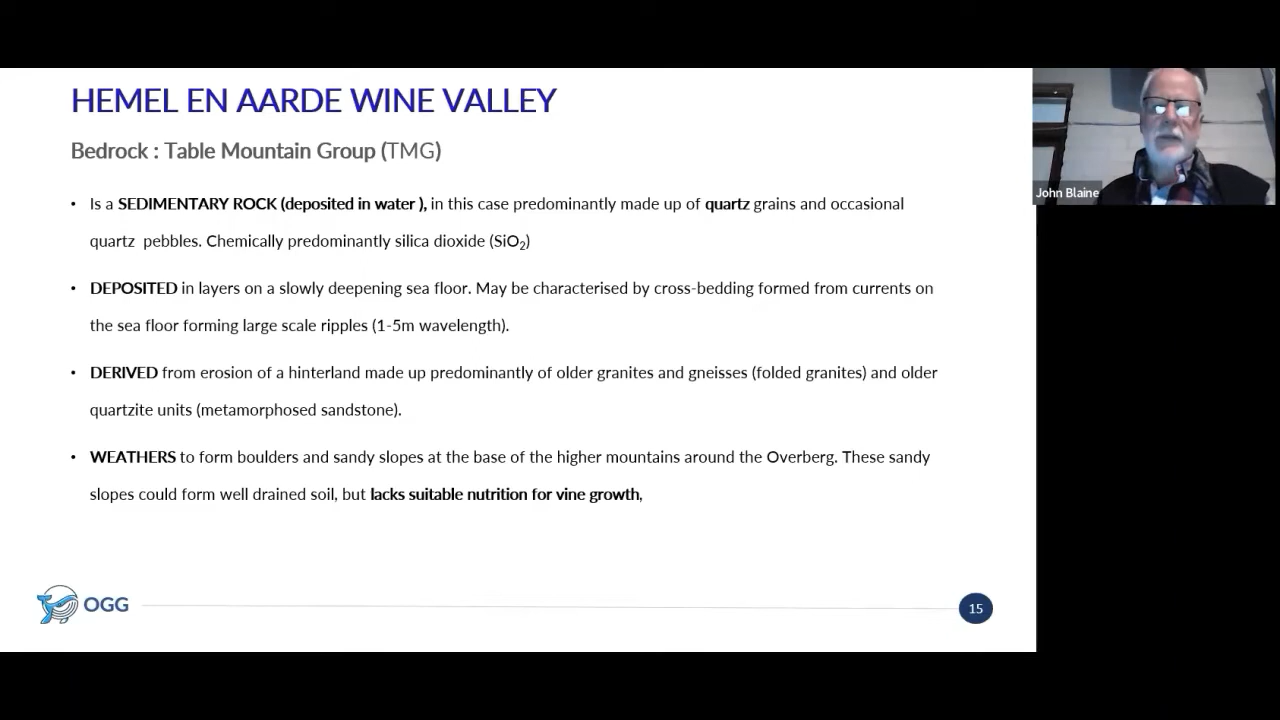 HEMEL EN AARDE WINE VALLEY
Bedrock : Table Mountain Group (TMG)
• Is a SEDIMENTARY ROCK (deposited in water ), in this case predominantly made up of quartz grains and occasional
quartz pebbles. Chemically predominantly silica dioxide (SiO₂)
• DEPOSITED in layers on a slowly deepening sea floor. May be characterised by cross-bedding formed from currents on
the sea floor forming large scale ripples (1-5m wavelength).
• DERIVED from erosion of a hinterland made up predominantly of older granites and gneisses (folded granites) and older
quartzite units (metamorphosed sandstone).
• WEATHERS to form boulders and sandy slopes at the base of the higher mountains around the Overberg. These sandy
slopes could form well drained soil, but lacks suitable nutrition for vine growth,
OGG
15
John Blaine